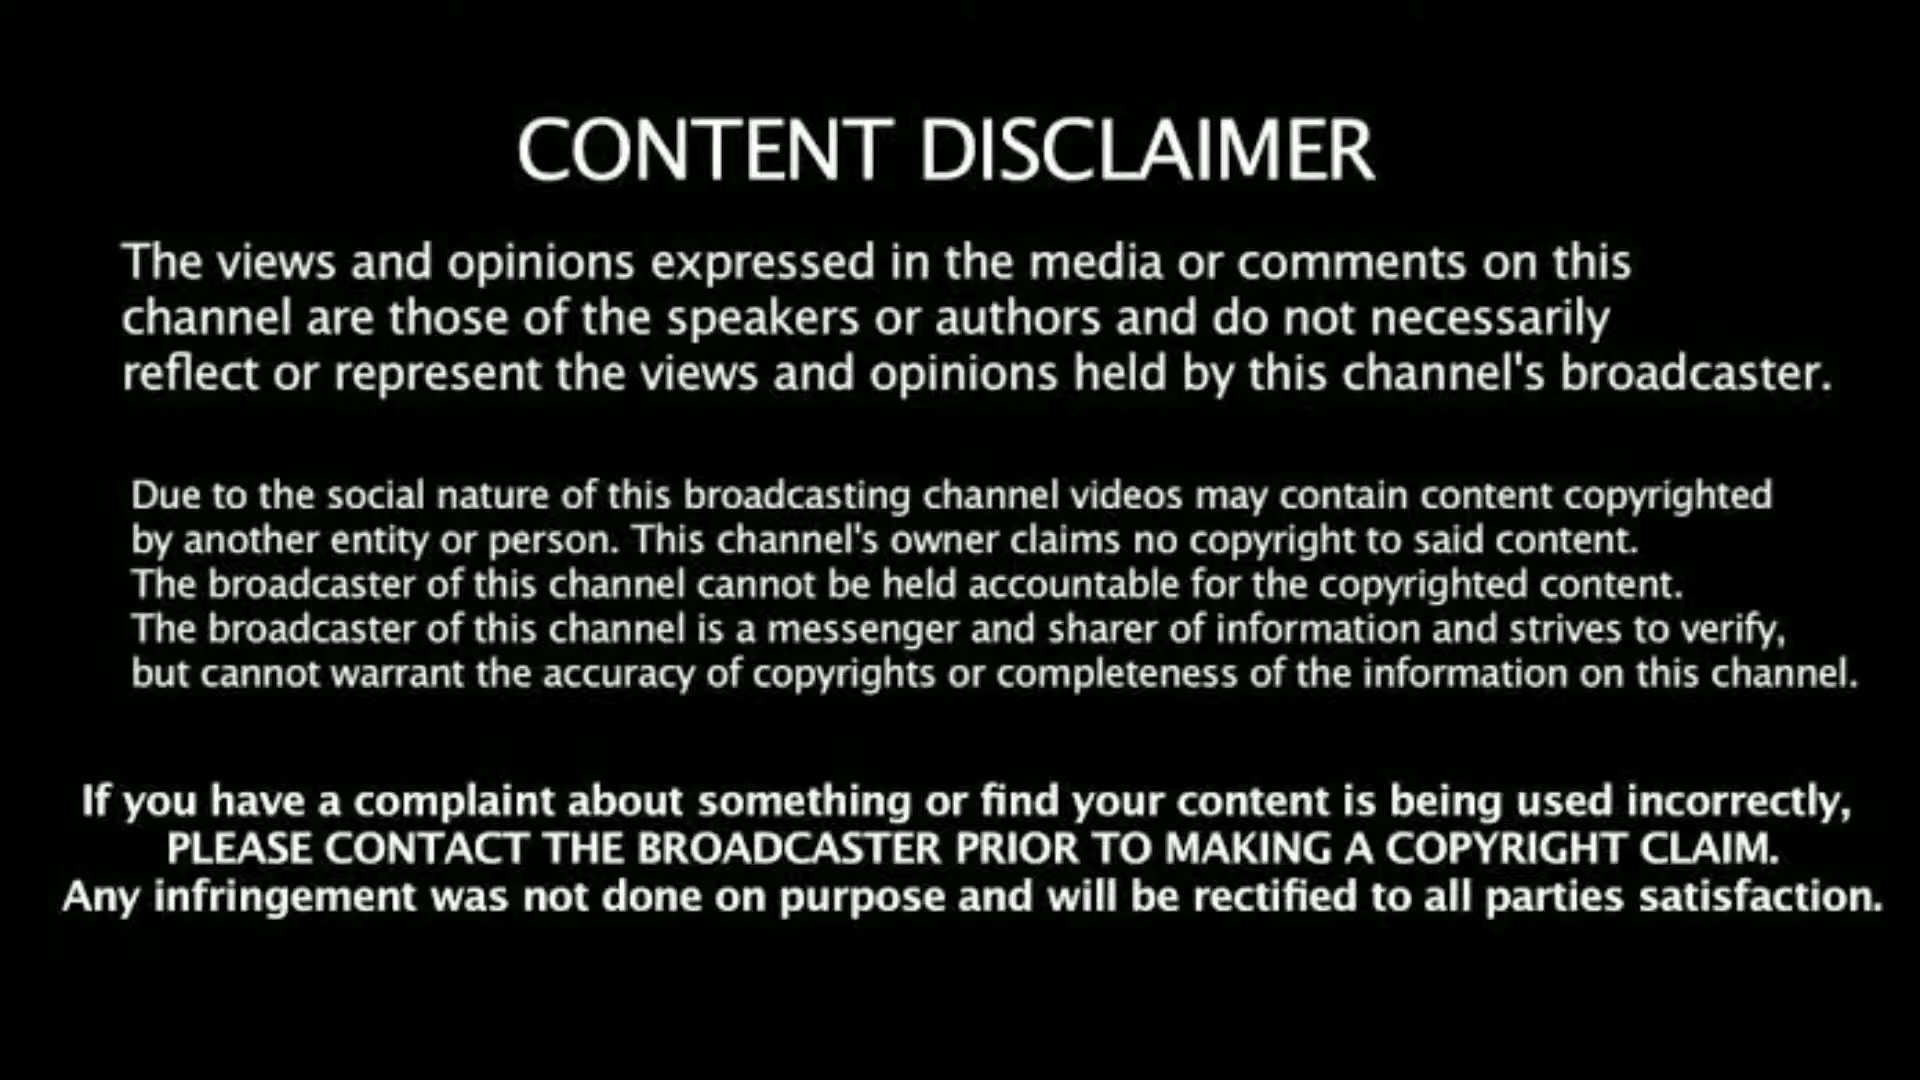 CONTENT DISCLAIMER
The views and opinions expressed in the media or comments on this
channel are those of the speakers or authors and do not necessarily
reflect or represent the views and opinions held by this channel's broadcaster.
Due to the social nature of this broadcasting channel videos may contain content copyrighted
by another entity or person. This channel's owner claims no copyright to said content.
The broadcaster of this channel cannot be held accountable for the copyrighted content.
The broadcaster of this channel is a messenger and sharer of information and strives to verify,
but cannot warrant the accuracy of copyrights or completeness of the information on this channel.
If you have a complaint about something or find your content is being used incorrectly,
PLEASE CONTACT THE BROADCASTER PRIOR TO MAKING A COPYRIGHT CLAIM.
Any infringement was not done on purpose and will be rectified to all parties satisfaction.